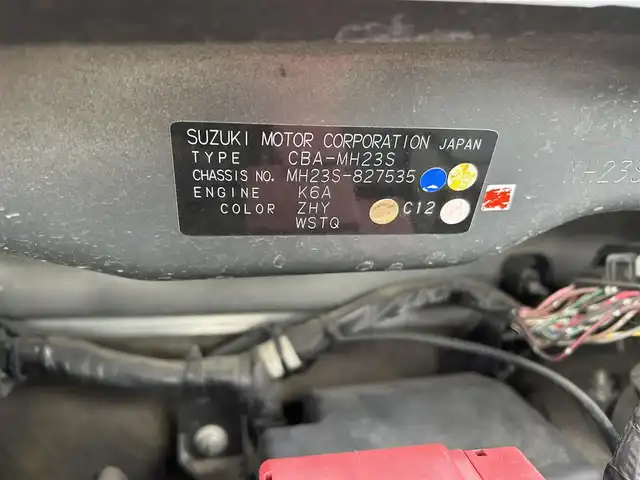 SUZUKI MOTOR CORPORATION JAPAN
TYPE CBA-MH23S
CHASSIS NO. MH23S-827535
ENGINE K6A
COLOR ZHY C12
WSTQ
MH23S